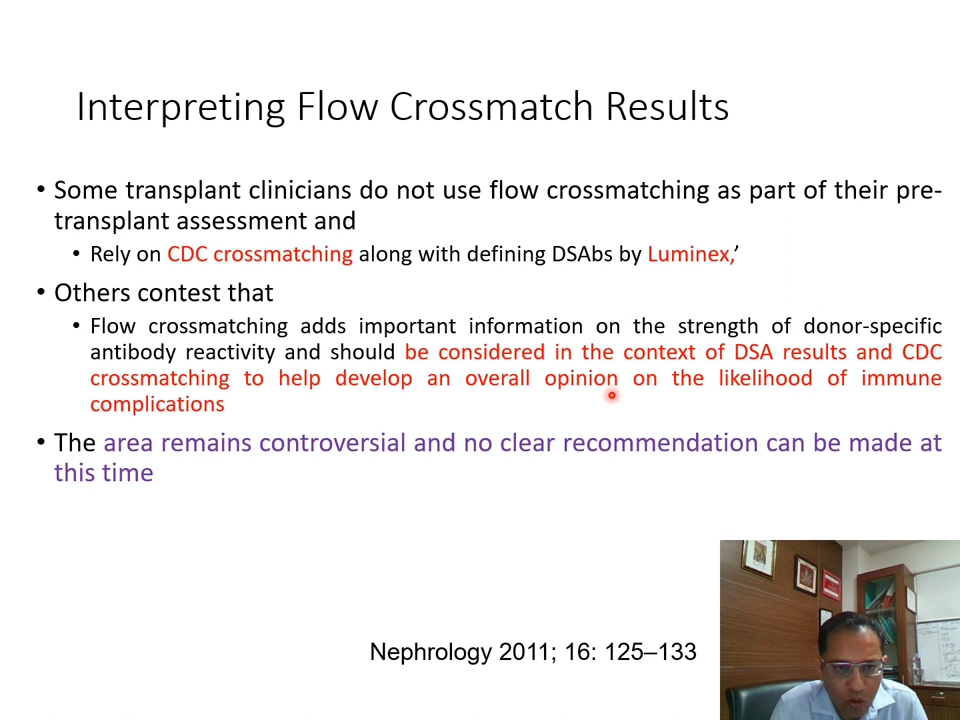 Interpreting Flow Crossmatch Results
• Some transplant clinicians do not use flow crossmatching as part of their pre-
transplant assessment and
• Rely on CDC crossmatching along with defining DSAbs by Luminex,’
• Others contest that
• Flow crossmatching adds important information on the strength of donor-specific
antibody reactivity and should be considered in the context of DSA results and CDC
crossmatching to help develop an overall opinion on the likelihood of immune
complications
• The area remains controversial and no clear recommendation can be made at
this time
Nephrology 2011; 16: 125–133